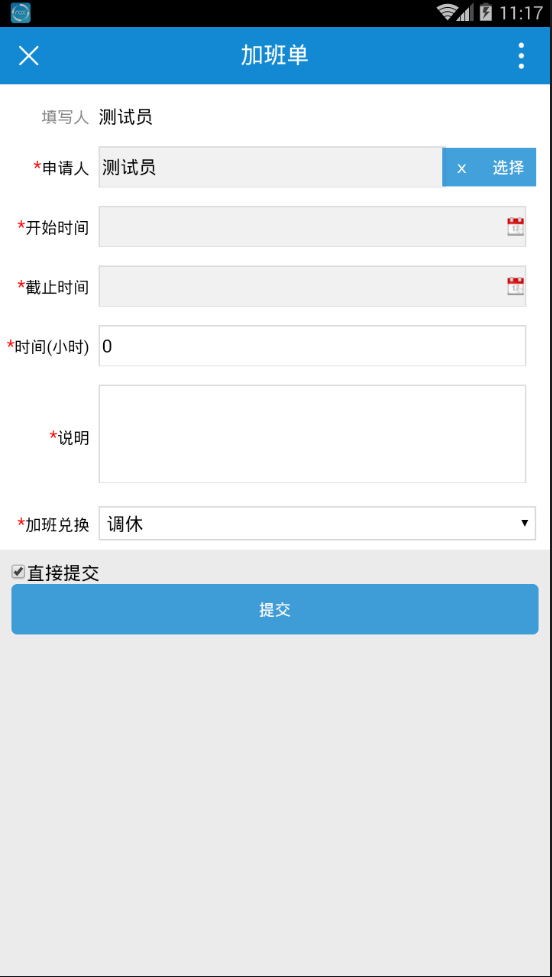 11:17
加班单
填写人 测试员
*申请人 测试员 x 选择
*开始时间
*截止时间
*时间(小时) 0
*说明
*加班兑换 调休
直接提交
提交